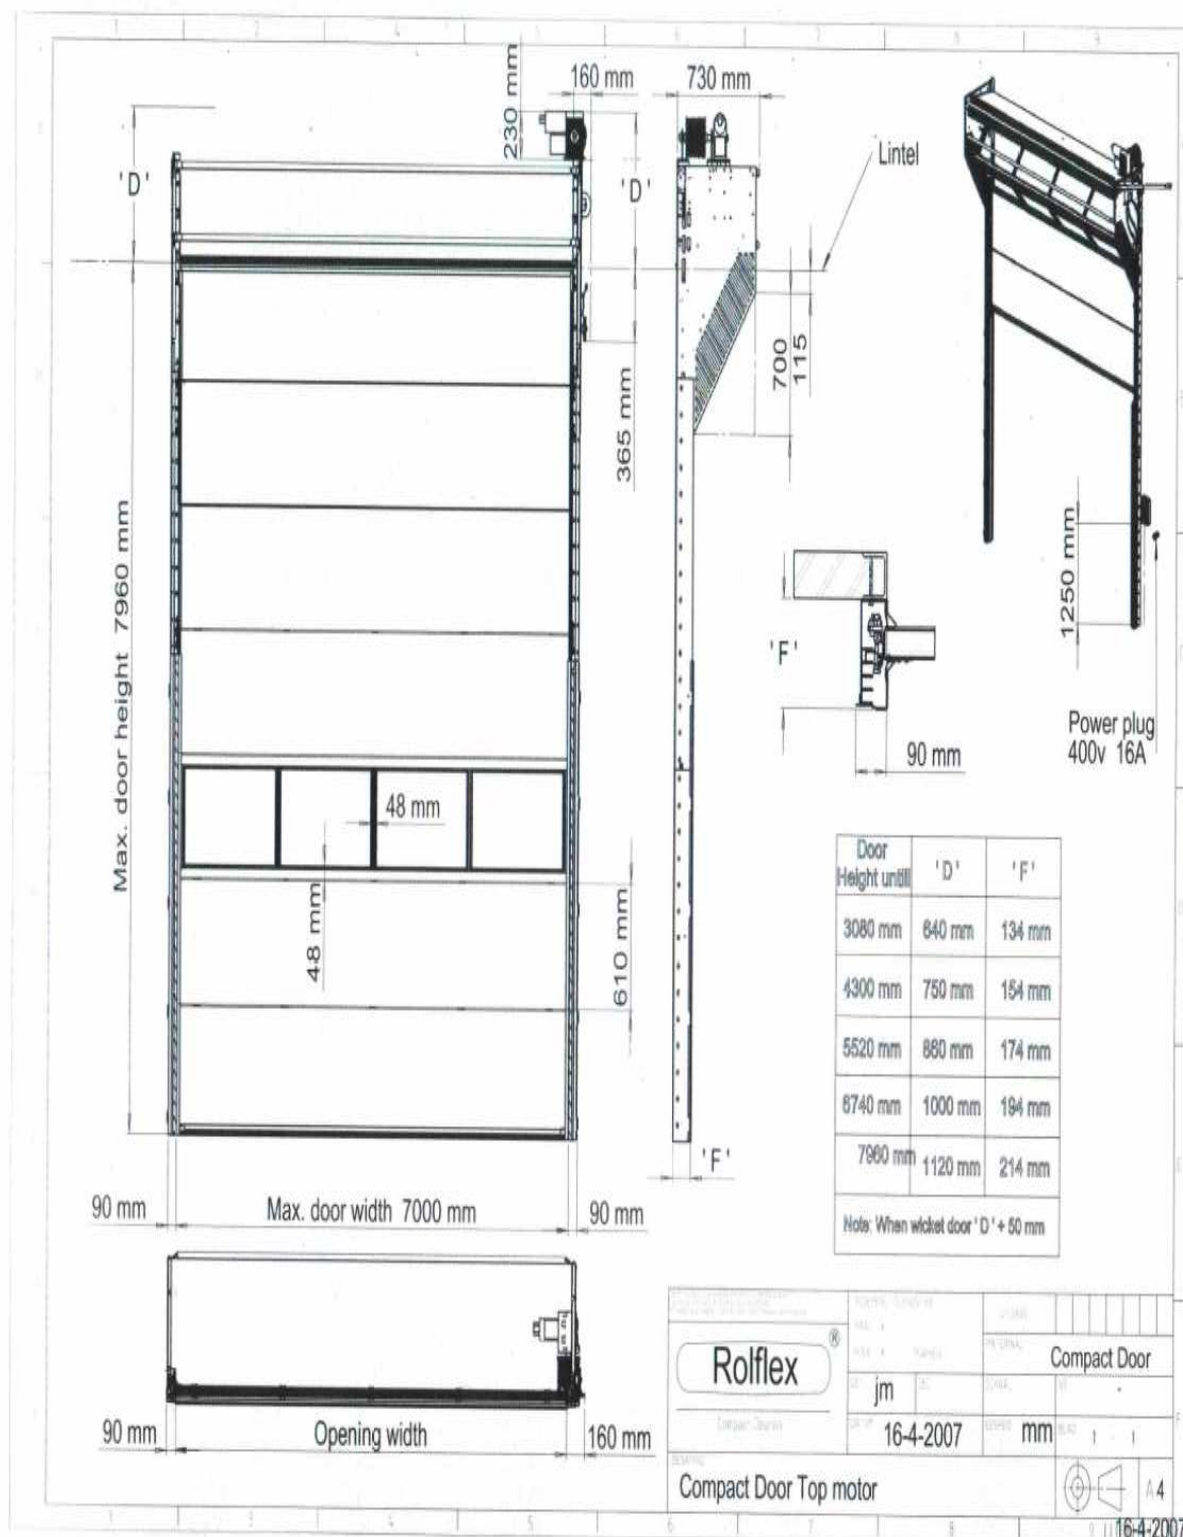 160 mm
730 mm
230 mm
'D'
'D'
Lintel
700
115
365 mm
Max. door height 7960 mm
1250 mm
'F'
Power plug
400v 16A
90 mm
48 mm
48 mm
610 mm
Door
Height untill
'D'
'F'
3080 mm 640 mm 134 mm
4300 mm 750 mm 154 mm
5520 mm 880 mm 174 mm
6740 mm 1000 mm 194 mm
7960 mm 1120 mm 214 mm
Note: When wicket door 'D' + 50 mm
'F'
90 mm
Max. door width 7000 mm
90 mm
90 mm
Opening width
160 mm
Rolflex ®
Compact Door
jm
16-4-2007
mm
1 1
Compact Door Top motor
A4
16-4-2007